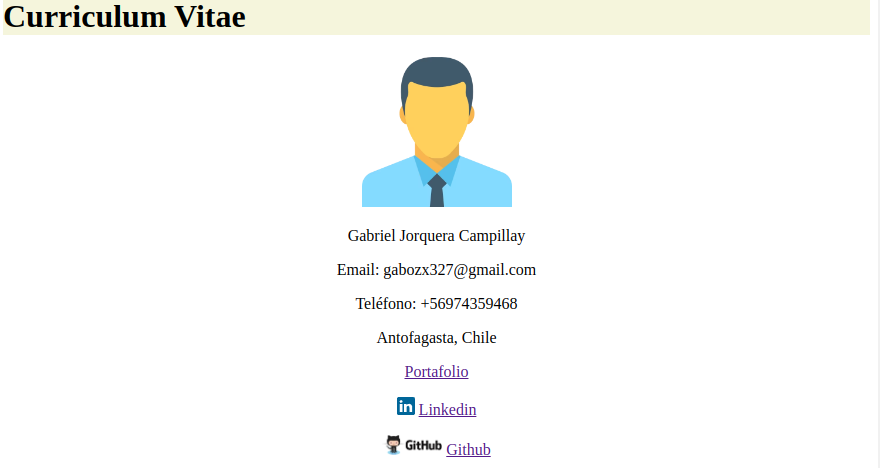 Curriculum Vitae
Gabriel Jorquera Campillay
Email: gabozx327@gmail.com
Teléfono: +56974359468
Antofagasta, Chile
Portafolio
in Linkedin
GitHub Github